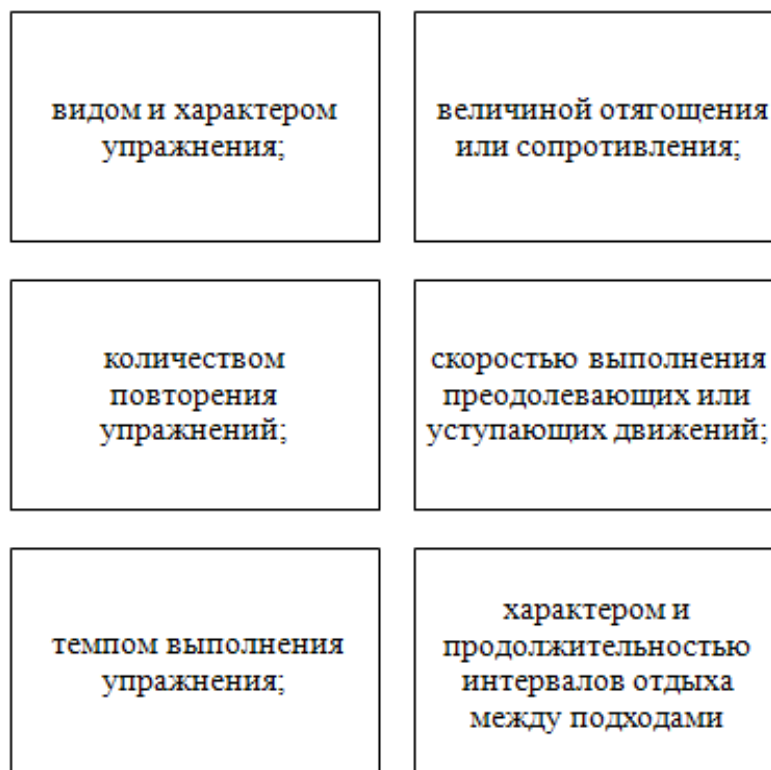 видом и характером
упражнения;
величиной отягощения
или сопротивления;
количеством
повторения
упражнений;
скоростью выполнения
преодолевающих или
уступающих движений;
темпом выполнения
упражнения;
характером и
продолжительностью
интервалов отдыха
между подходами